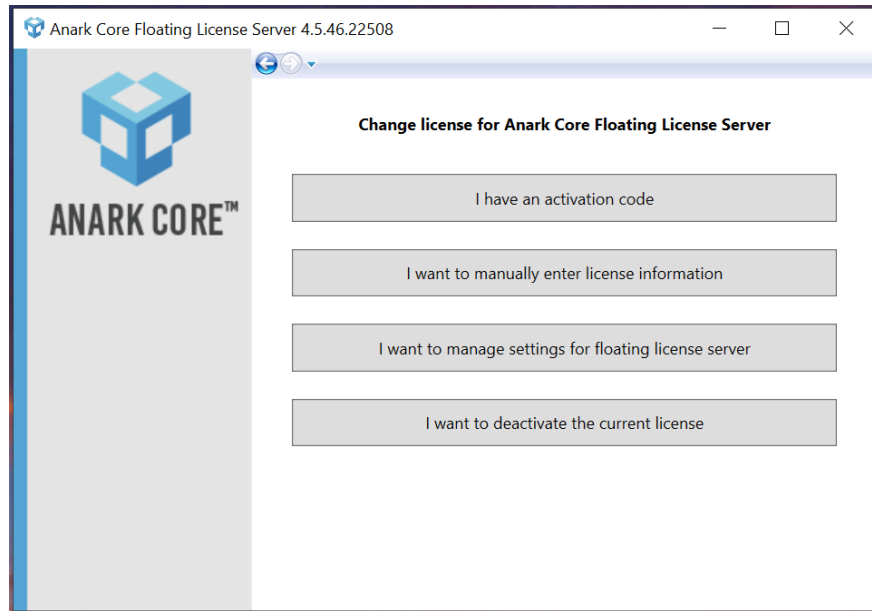 Anark Core Floating License Server 4.5.46.22508
ANARK CORE™
Change license for Anark Core Floating License Server
I have an activation code
I want to manually enter license information
I want to manage settings for floating license server
I want to deactivate the current license